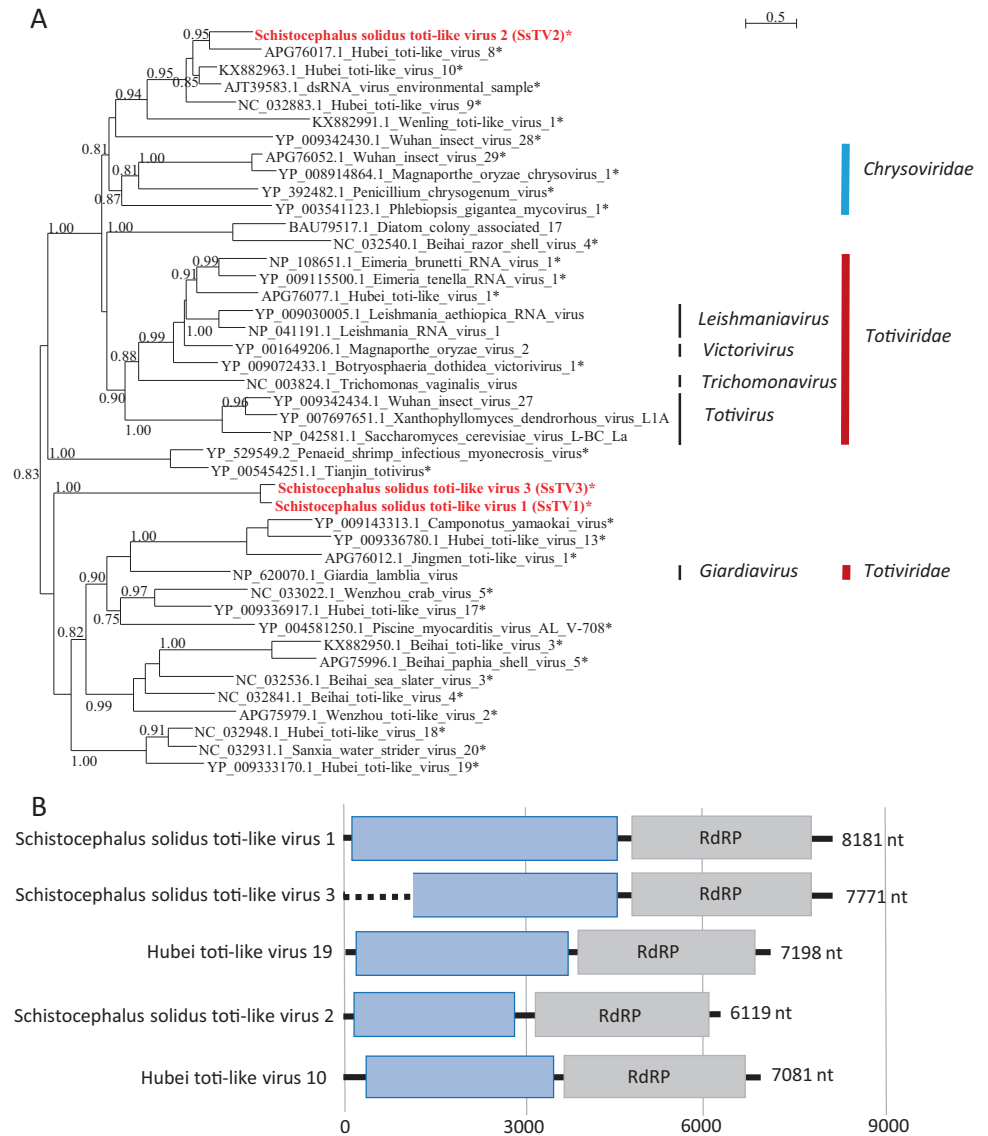 A
0.5
0.95
Schistocephalus solidus toti-like virus 2 (SsTV2)*
APG76017.1_Hubei_toti-like_virus_8*
0.95
KX882963.1_Hubei_toti-like_virus_10*
0.85
AJT39583.1_dsRNA_virus_environmental_sample*
0.94
NC_032883.1_Hubei_toti-like_virus_9*
KX882991.1_Wenling_toti-like_virus_1*
YP_009342430.1_Wuhan_insect_virus_28*
0.81
1.00
APG76052.1_Wuhan_insect_virus_29*
0.81
YP_008914864.1_Magnaporthe_oryzae_chrysovirus_1*
Chrysoviridae
0.87
YP_392482.1_Penicillium_chrysogenum_virus*
YP_003541123.1_Phlebiopsis_gigantea_mycovirus_1*
1.00
1.00
BAU79517.1_Diatom_colony_associated_17
NC_032540.1_Beihai_razor_shell_virus_4*
0.99
NP_108651.1_Eimeria_brunetti_RNA_virus_1*
0.91
YP_009115500.1_Eimeria_tenella_RNA_virus_1*
APG76077.1_Hubei_toti-like_virus_1*
YP_009030005.1_Leishmania_aethiopica_RNA_virus
Leishmaniavirus
1.00
NP_041191.1_Leishmania_RNA_virus_1
Totiviridae
0.99
YP_001649206.1_Magnaporthe_oryzae_virus_2
Victorivirus
0.88
YP_009072433.1_Botryosphaeria_dothidea_victorivirus_1*
NC_003824.1_Trichomonas_vaginalis_virus
Trichomonavirus
0.90
0.96
YP_009342434.1_Wuhan_insect_virus_27
YP_007697651.1_Xanthophyllomyces_dendrorhous_virus_L1A
Totivirus
1.00
NP_042581.1_Saccharomyces_cerevisiae_virus_L-BC_La
1.00
YP_529549.2_Penaeid_shrimp_infectious_myonecrosis_virus*
YP_005454251.1_Tianjin_totivirus*
0.83
1.00
Schistocephalus solidus toti-like virus 3 (SsTV3)*
Schistocephalus solidus toti-like virus 1 (SsTV1)*
YP_009143313.1_Camponotus_yamaokai_virus*
1.00
YP_009336780.1_Hubei_toti-like_virus_13*
APG76012.1_Jingmen_toti-like_virus_1*
0.90
NP_620070.1_Giardia_lamblia_virus
Giardiavirus
Totiviridae
0.97
NC_033022.1_Wenzhou_crab_virus_5*
0.75
YP_009336917.1_Hubei_toti-like_virus_17*
YP_004581250.1_Piscine_myocarditis_virus_AL_V-708*
0.82
1.00
KX882950.1_Beihai_toti-like_virus_3*
APG75996.1_Beihai_paphia_shell_virus_5*
NC_032536.1_Beihai_sea_slater_virus_3*
0.99
NC_032841.1_Beihai_toti-like_virus_4*
APG75979.1_Wenzhou_toti-like_virus_2*
0.91
NC_032948.1_Hubei_toti-like_virus_18*
NC_032931.1_Sanxia_water_strider_virus_20*
1.00
YP_009333170.1_Hubei_toti-like_virus_19*
B
Schistocephalus solidus toti-like virus 1
RdRP
8181 nt
Schistocephalus solidus toti-like virus 3
RdRP
7771 nt
Hubei toti-like virus 19
RdRP
7198 nt
Schistocephalus solidus toti-like virus 2
RdRP
6119 nt
Hubei toti-like virus 10
RdRP
7081 nt
0 3000 6000 9000